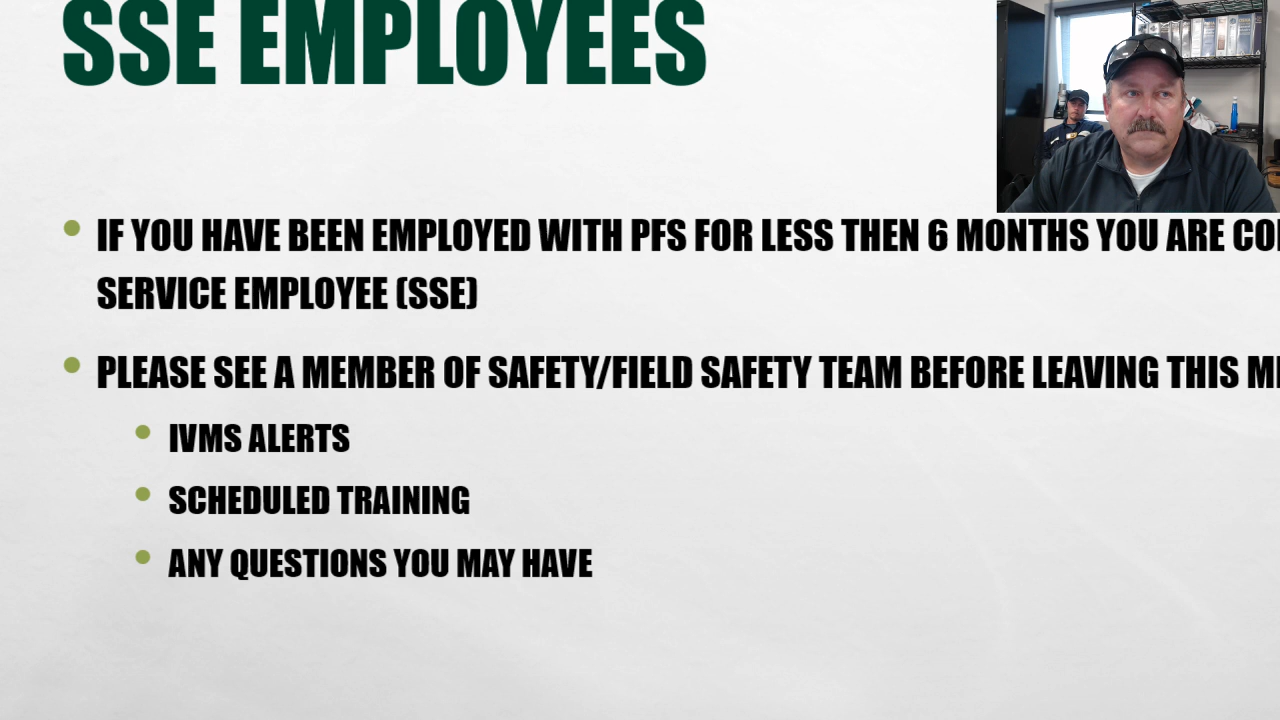 SSE EMPLOYEES
IF YOU HAVE BEEN EMPLOYED WITH PFS FOR LESS THEN 6 MONTHS YOU ARE
SERVICE EMPLOYEE (SSE)
PLEASE SEE A MEMBER OF SAFETY/FIELD SAFETY TEAM BEFORE LEAVING THIS
IVMS ALERTS
SCHEDULED TRAINING
ANY QUESTIONS YOU MAY HAVE